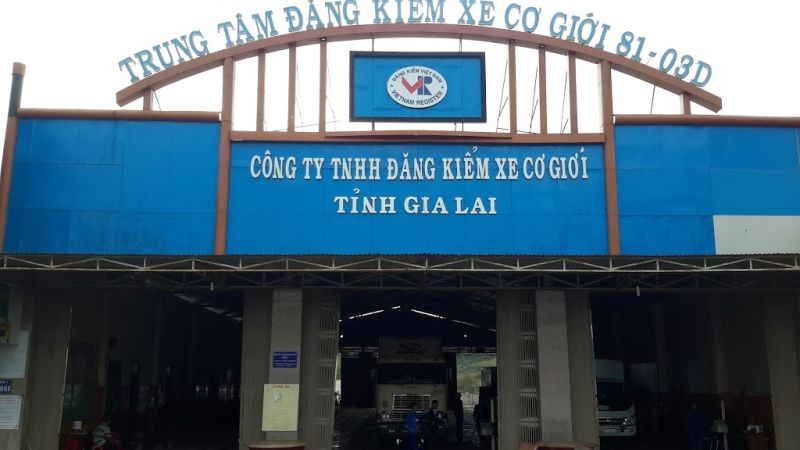 TRUNG TÂM ĐĂNG KIỂM XE CƠ GIỚI 81-03D
ĐĂNG KIỂM VIỆT NAM
VR
VIETNAM REGISTER
CÔNG TY TNHH ĐĂNG KIỂM XE CƠ GIỚI
TỈNH GIA LAI